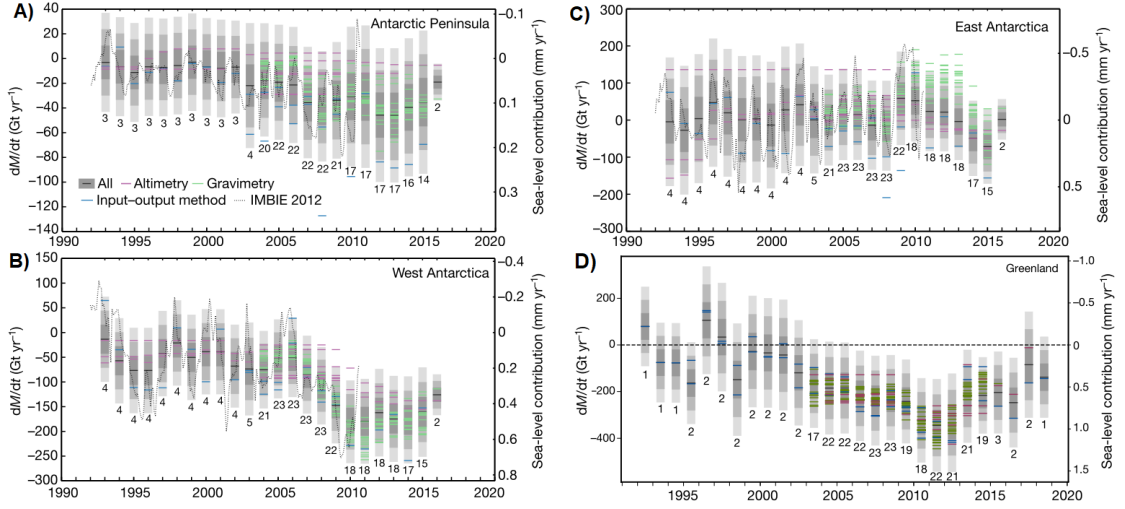 A)
Antarctic Peninsula
40
20
0
−20
−40
−60
−80
−100
−120
−140
dM/dt (Gt yr⁻¹)
−0.1
0
0.1
0.2
0.3
Sea-level contribution (mm yr⁻¹)
3 3 3 3 3 3 3 3 3 3 4 20 22 22 22 22 21 17 17 17 17 16 14 2
All Altimetry Gravimetry
Input–output method IMBIE 2012
1990 1995 2000 2005 2010 2015 2020
B)
West Antarctica
150
100
50
0
−50
−100
−150
−200
−250
−300
dM/dt (Gt yr⁻¹)
−0.4
−0.2
0
0.2
0.4
0.6
0.8
Sea-level contribution (mm yr⁻¹)
4 4 4 4 4 4 4 4 4 5 21 23 23 23 23 22 18 18 18 18 17 15 2
1990 1995 2000 2005 2010 2015 2020
C)
East Antarctica
300
200
100
0
−100
−200
−300
dM/dt (Gt yr⁻¹)
−0.5
0
0.5
Sea-level contribution (mm yr⁻¹)
4 4 4 4 4 4 4 4 4 4 5 21 23 23 23 23 22 18 18 18 18 17 15 2
1990 1995 2000 2005 2010 2015 2020
D)
Greenland
200
0
−200
−400
dM/dt (Gt yr⁻¹)
−1.0
−0.5
0
0.5
1.0
1.5
Sea-level contribution (mm yr⁻¹)
1 1 1 2 2 2 2 2 2 2 2 17 22 22 22 23 23 19 18 22 21 21 19 3 2 2 1
1995 2000 2005 2010 2015 2020